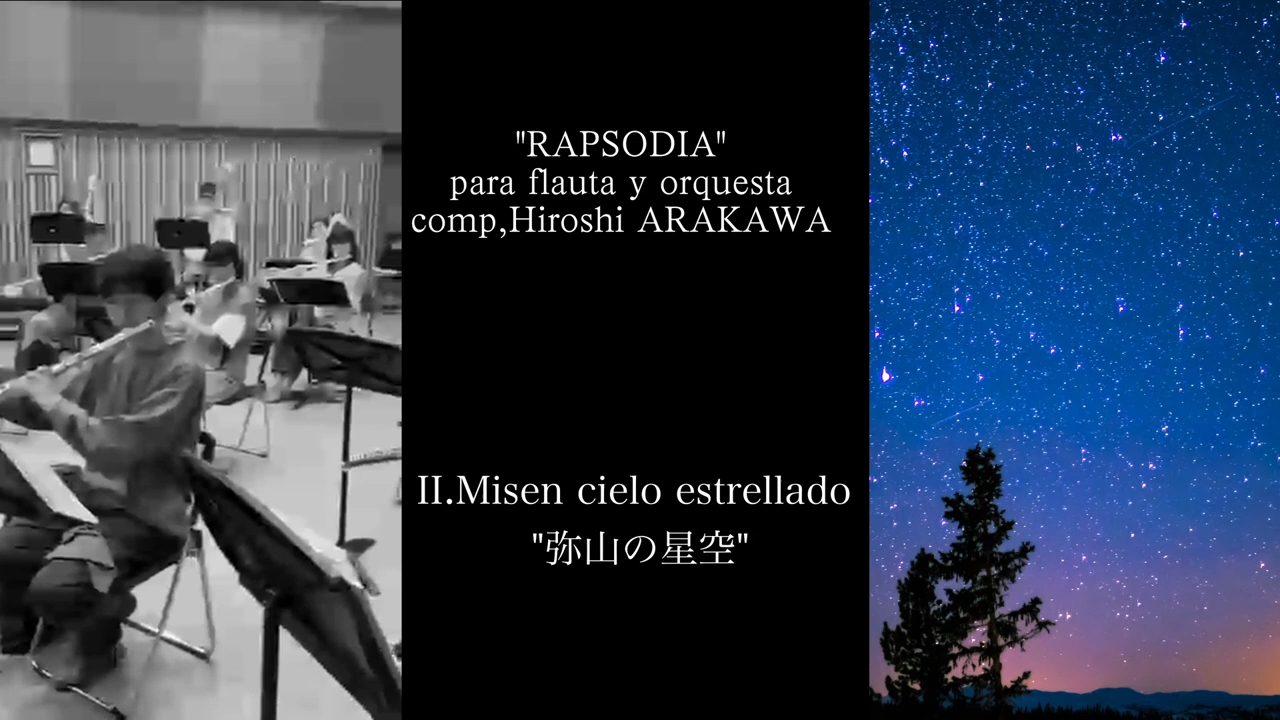 "RAPSODIA"
para flauta y orquesta
comp,Hiroshi ARAKAWA
II.Misen cielo estrellado
"弥山の星空"